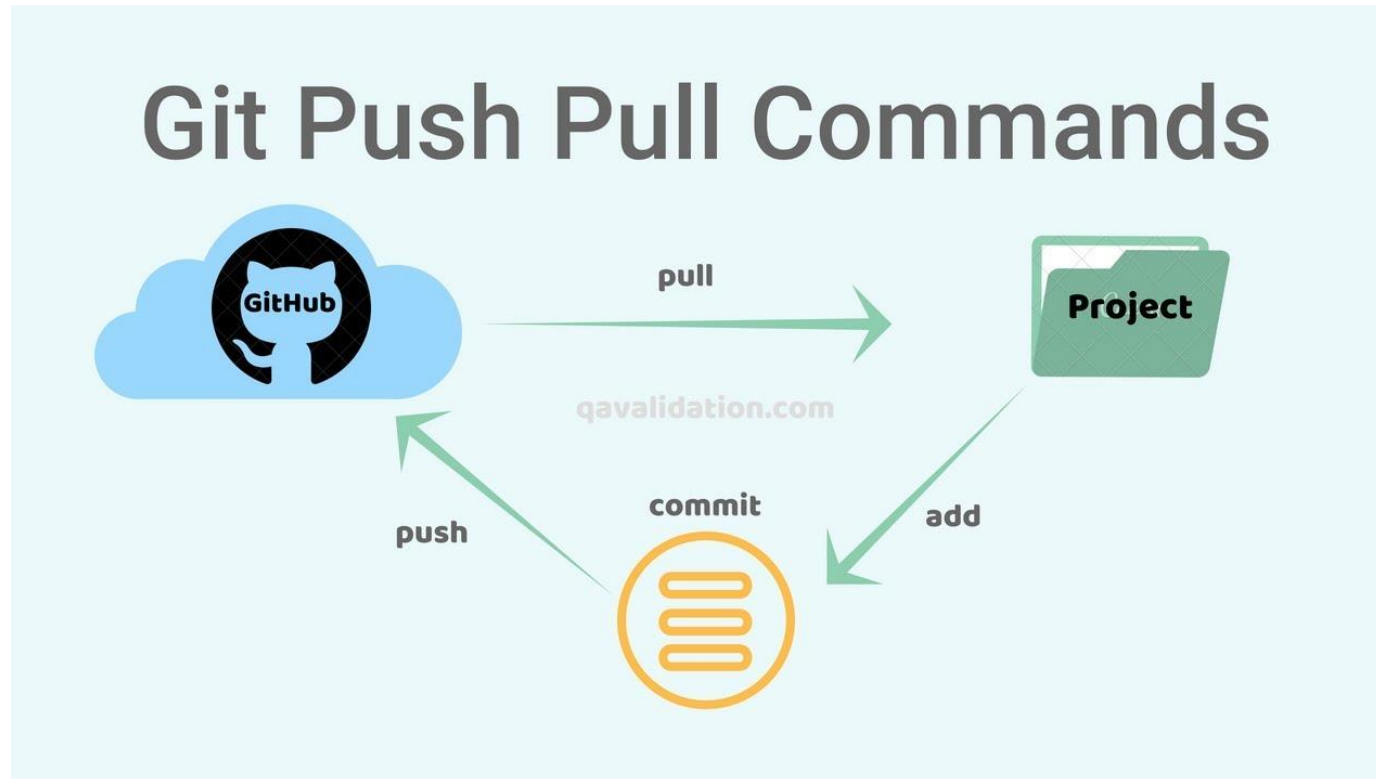 Git Push Pull Commands
GitHub
pull
Project
qavalidation.com
commit
push
add